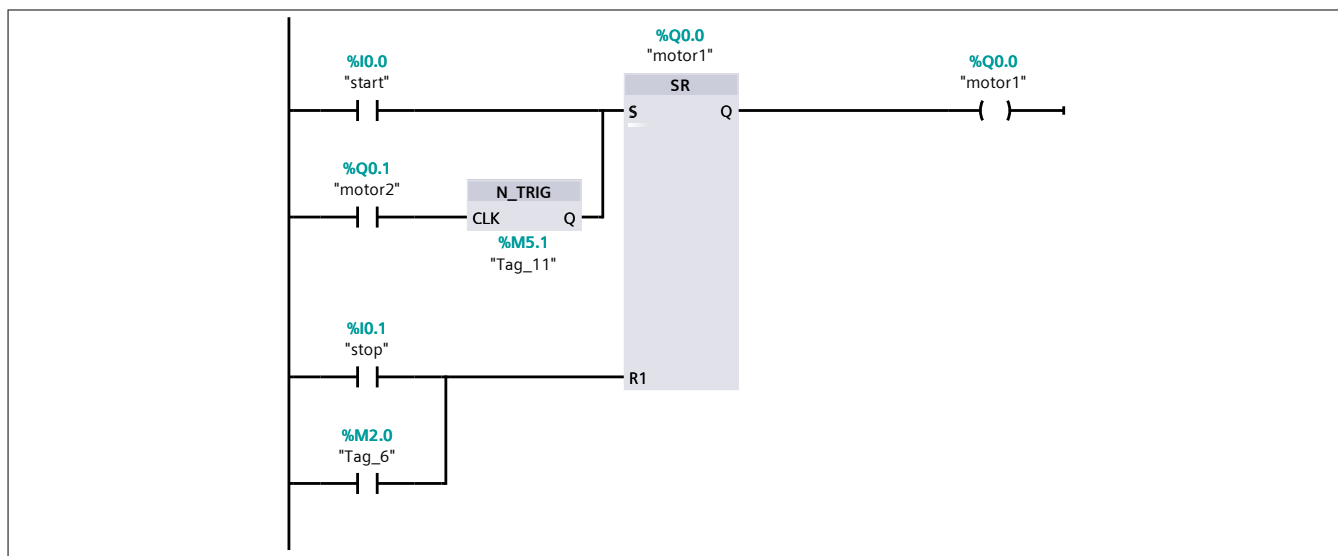 %Q0.0
"motor1"
SR
%I0.0
"start"
%Q0.0
"motor1"
S
Q
%Q0.1
"motor2"
N_TRIG
CLK
Q
%M5.1
"Tag_11"
%I0.1
"stop"
R1
%M2.0
"Tag_6"